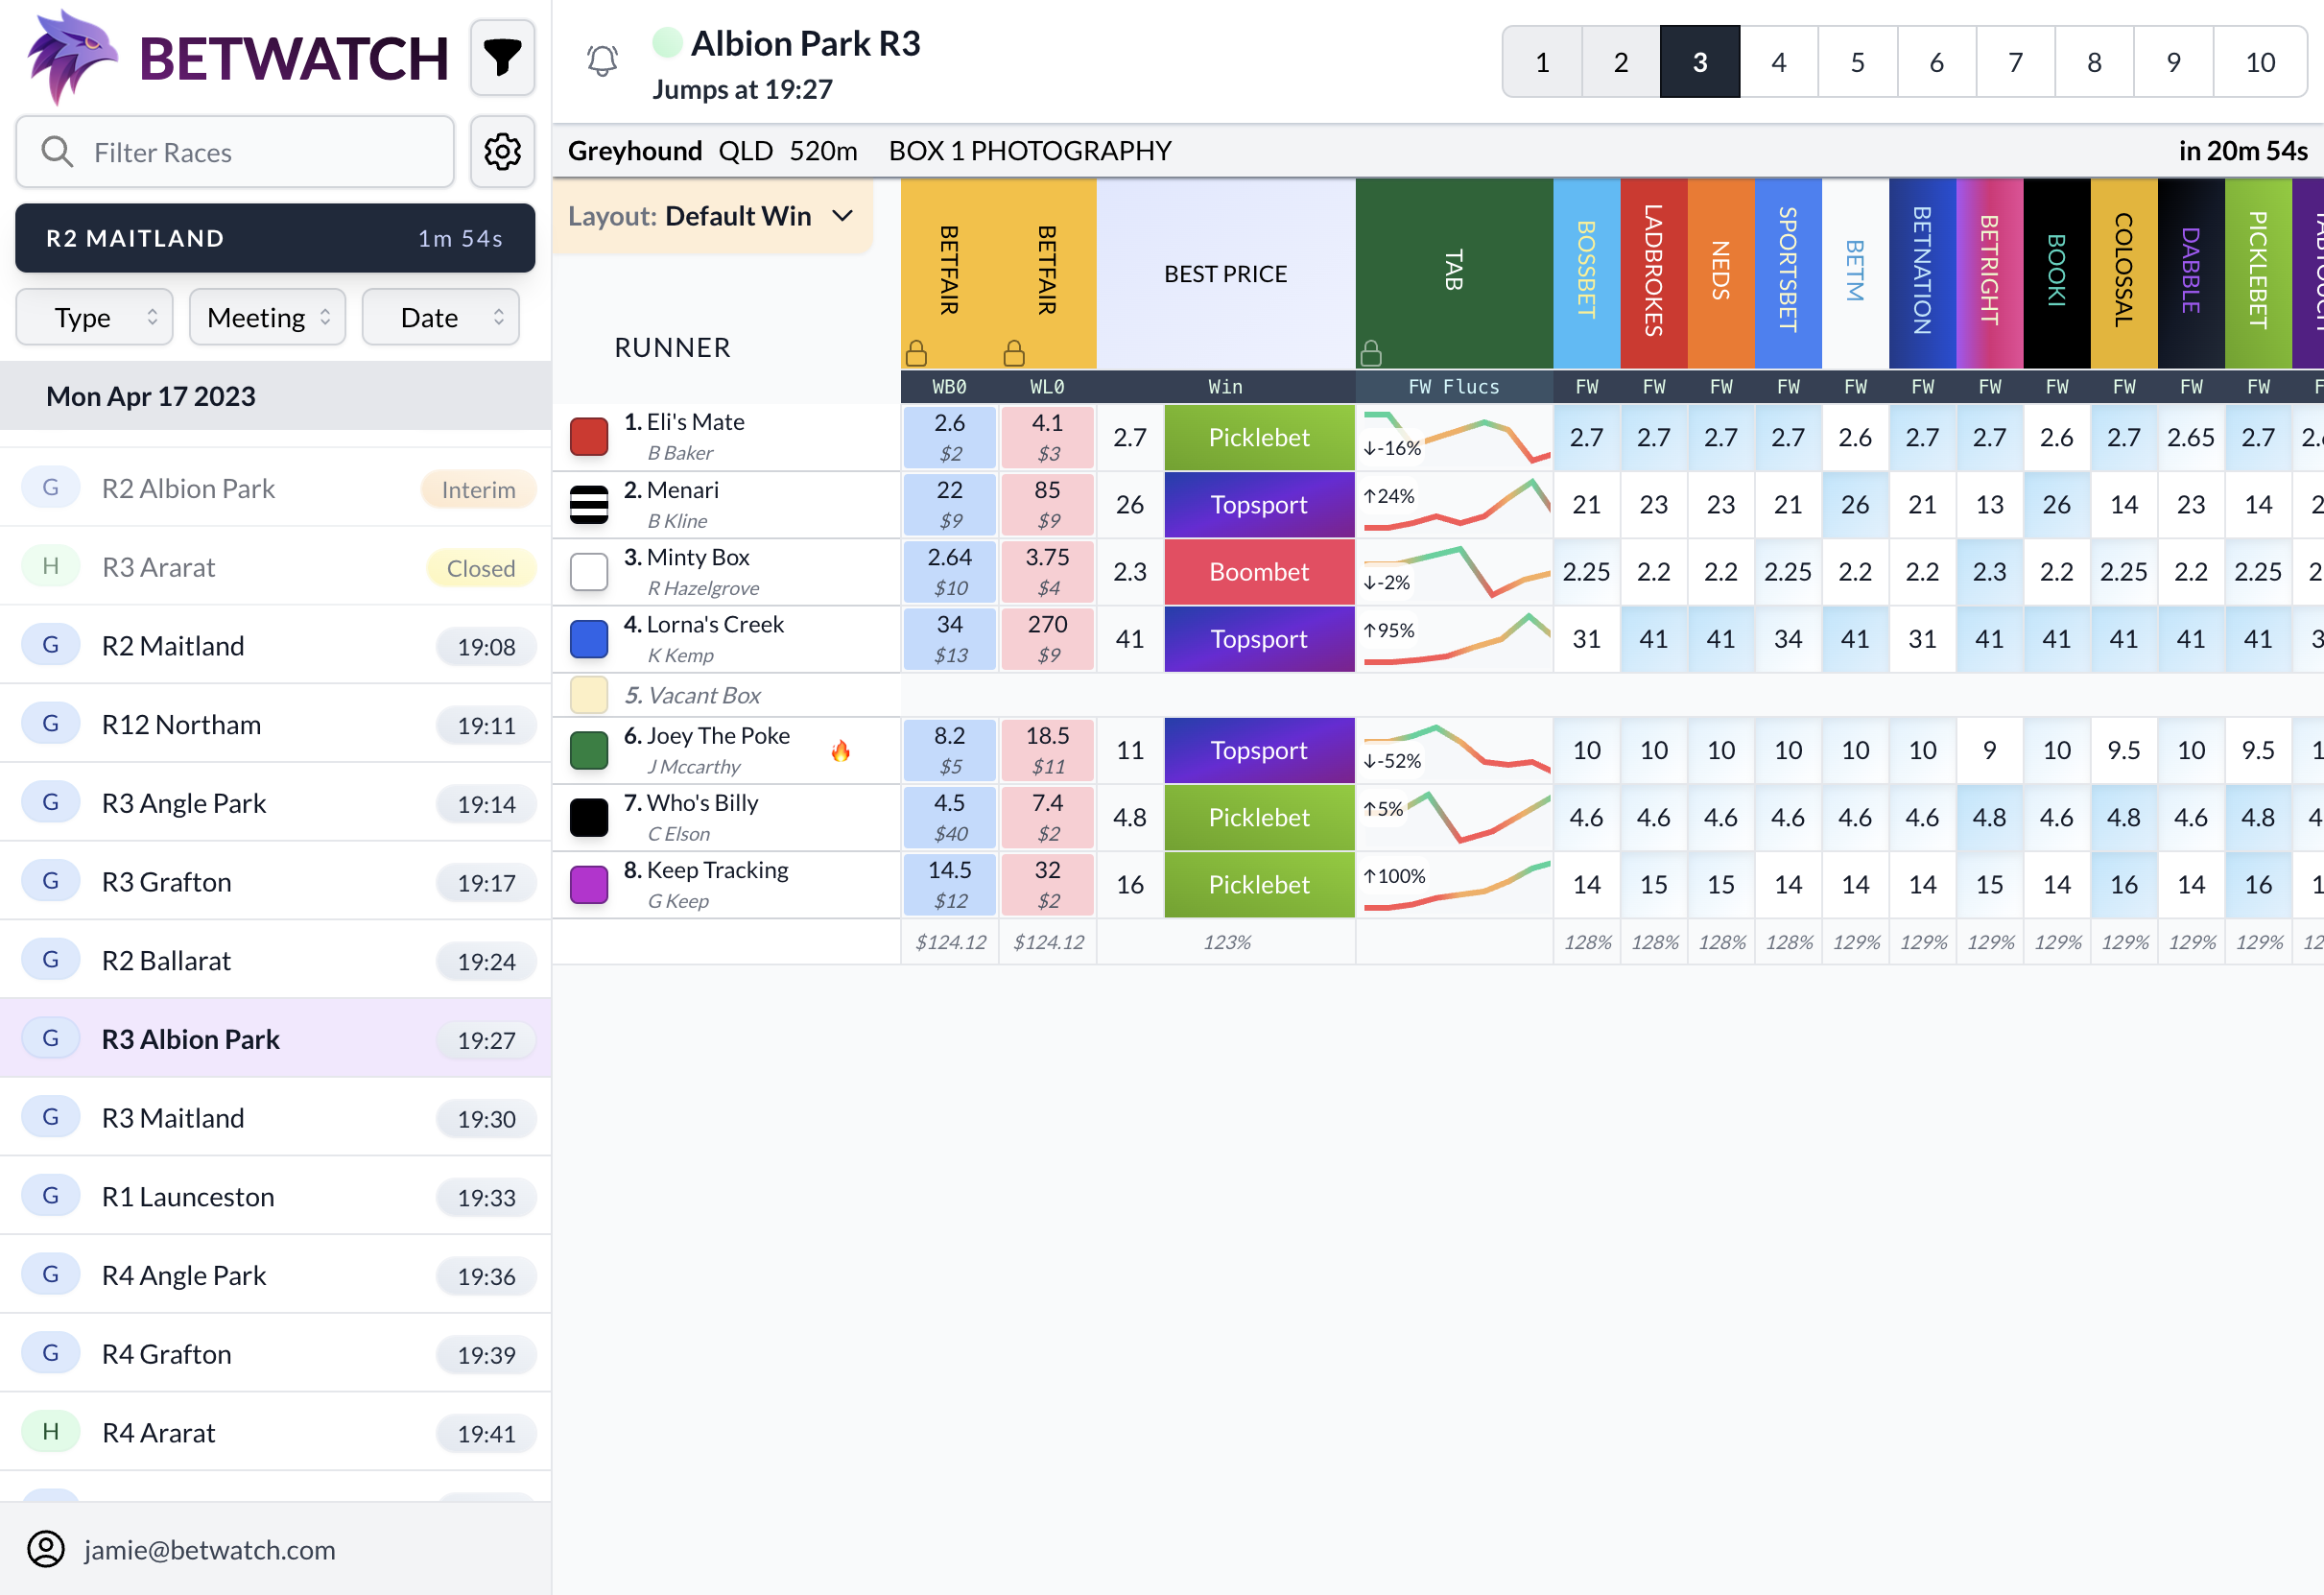 BETWATCH
Filter Races
R2 MAITLAND 1m 54s
Type Meeting Date
Mon Apr 17 2023
G R2 Albion Park Interim
H R3 Ararat Closed
G R2 Maitland 19:08
G R12 Northam 19:11
G R3 Angle Park 19:14
G R3 Grafton 19:17
G R2 Ballarat 19:24
G R3 Albion Park 19:27
G R3 Maitland 19:30
G R1 Launceston 19:33
G R4 Angle Park 19:36
G R4 Grafton 19:39
H R4 Ararat 19:41
jamie@betwatch.com
Albion Park R3
Jumps at 19:27
1 2 3 4 5 6 7 8 9 10
Greyhound QLD 520m BOX 1 PHOTOGRAPHY in 20m 54s
Layout: Default Win
RUNNER BETFAIR BETFAIR BEST PRICE TAB BOSSBET LADBROKES NEDS SPORTSBET BETM BETNATION BETRIGHT BOOKI COLOSSAL DABBLE PICKLEBET
WB0 WL0 Win FW Flucs FW FW FW FW FW FW FW FW FW FW FW
1. Eli's Mate 2.6 4.1 2.7 Picklebet ↓-16% 2.7 2.7 2.7 2.7 2.6 2.7 2.7 2.6 2.7 2.65 2.7
B Baker $2 $3
2. Menari 22 85 26 Topsport ↑24% 21 23 23 21 26 21 13 26 14 23 14
B Kline $9 $9
3. Minty Box 2.64 3.75 2.3 Boombet ↓-2% 2.25 2.2 2.2 2.25 2.2 2.2 2.3 2.2 2.25 2.2 2.25
R Hazelgrove $10 $4
4. Lorna's Creek 34 270 41 Topsport ↑95% 31 41 41 34 41 31 41 41 41 41 41
K Kemp $13 $9
5. Vacant Box
6. Joey The Poke 8.2 18.5 11 Topsport ↓-52% 10 10 10 10 10 10 9 10 9.5 10 9.5
J Mccarthy $5 $11
7. Who's Billy 4.5 7.4 4.8 Picklebet ↑5% 4.6 4.6 4.6 4.6 4.6 4.6 4.8 4.6 4.8 4.6 4.8
C Elson $40 $2
8. Keep Tracking 14.5 32 16 Picklebet ↑100% 14 15 15 14 14 14 15 14 16 14 16
G Keep $12 $2
$124.12 $124.12 123% 128% 128% 128% 128% 129% 129% 129% 129% 129% 129% 129%